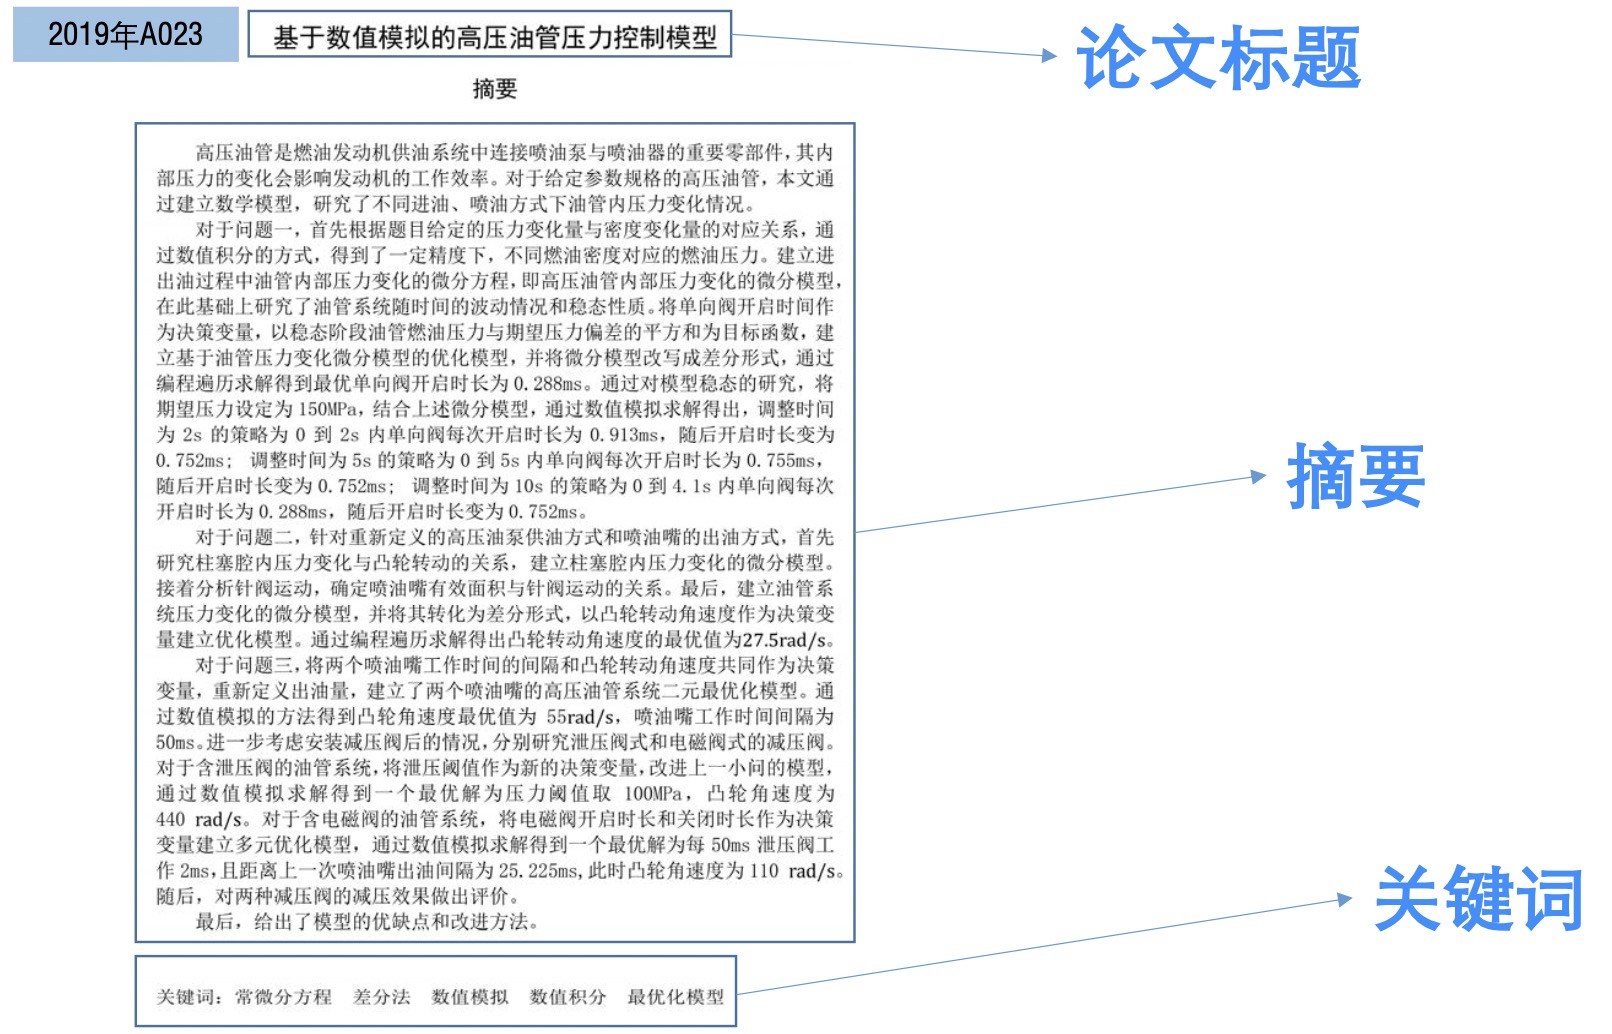 2019年A023
基于数值模拟的高压油管压力控制模型
论文标题
摘要
高压油管是燃油发动机供油系统中连接喷油泵与喷油器的重要零部件，其内
部压力的变化会影响发动机的工作效率。对于给定参数规格的高压油管，本文通
过建立数学模型，研究了不同进油、喷油方式下油管内压力变化情况。
对于问题一，首先根据题目给定的压力变化量与密度变化量的对应关系，通
过数值积分的方式，得到了一定精度下，不同燃油密度对应的燃油压力。建立进
出油过程中油管内部压力变化的微分方程，即高压油管内部压力变化的微分模型，
在此基础上研究了油管系统随时间的波动情况和稳态性质。将单向阀开启时间作
为决策变量，以稳态阶段油管燃油压力与期望压力偏差的平方和为目标函数，建
立基于油管压力变化微分模型的优化模型，并将微分模型改写成差分形式，通过
编程遍历求解得到最优单向阀开启时长为0.288ms。通过对模型稳态的研究，将
期望压力设定为150MPa，结合上述微分模型，通过数值模拟求解得出，调整时间
为 2s 的策略为 0 到 2s 内单向阀每次开启时长为 0.913ms，随后开启时长变为
0.752ms； 调整时间为5s的策略为0到5s内单向阀每次开启时长为0.755ms，
随后开启时长变为0.752ms； 调整时间为10s的策略为0到4.1s内单向阀每次
开启时长为0.288ms，随后开启时长变为0.752ms。
对于问题二，针对重新定义的高压油泵供油方式和喷油嘴的出油方式，首先
研究柱塞腔内压力变化与凸轮转动的关系，建立柱塞腔内压力变化的微分模型。
接着分析针阀运动，确定喷油嘴有效面积与针阀运动的关系。最后，建立油管系
统压力变化的微分模型，并将其转化为差分形式，以凸轮转动角速度作为决策变
量建立优化模型。通过编程遍历求解得出凸轮转动角速度的最优值为27.5rad/s。
对于问题三，将两个喷油嘴工作时间的间隔和凸轮转动角速度共同作为决策
变量，重新定义出油量，建立了两个喷油嘴的高压油管系统二元最优化模型。通
过数值模拟的方法得到凸轮角速度最优值为 55rad/s，喷油嘴工作时间间隔为
50ms。进一步考虑安装减压阀后的情况，分别研究泄压阀式和电磁阀式的减压阀。
对于含泄压阀的油管系统，将泄压阈值作为新的决策变量，改进上一小问的模型，
通过数值模拟求解得到一个最优解为压力阈值取 100MPa，凸轮角速度为
440 rad/s。对于含电磁阀的油管系统，将电磁阀开启时长和关闭时长作为决策
变量建立多元优化模型，通过数值模拟求解得到一个最优解为每 50ms 泄压阀工
作2ms，且距离上一次喷油嘴出油间隔为25.225ms,此时凸轮角速度为110 rad/s。
随后，对两种减压阀的减压效果做出评价。
最后，给出了模型的优缺点和改进方法。
摘要
关键词：常微分方程 差分法 数值模拟 数值积分 最优化模型
关键词